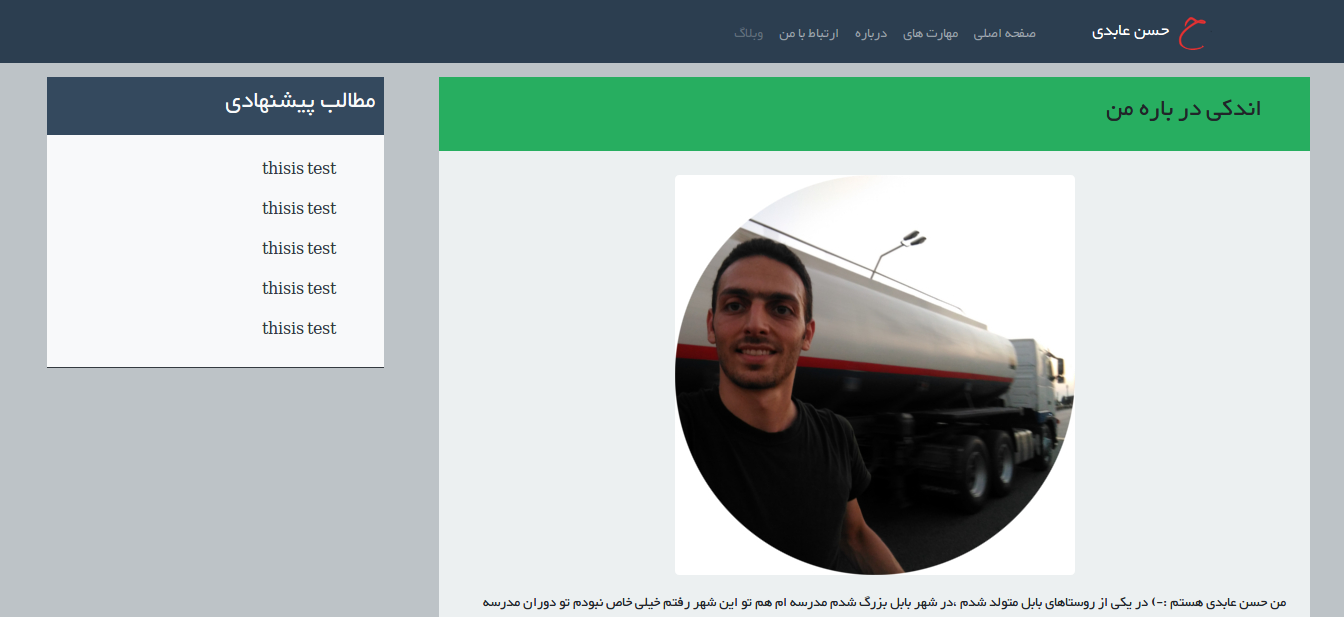 ح حسن عابدی
صفحه اصلی مهارت های درباره ارتباط با من وبلاگ
اندکی در باره من
من حسن عابدی هستم :-) در یکی از روستاهای بابل متولد شدم ،در شهر بابل بزرگ شدم مدرسه ام هم تو این شهر رفتم خیلی خاص نبودم تو دوران مدرسه
مطالب پیشنهادی
thisis test
thisis test
thisis test
thisis test
thisis test